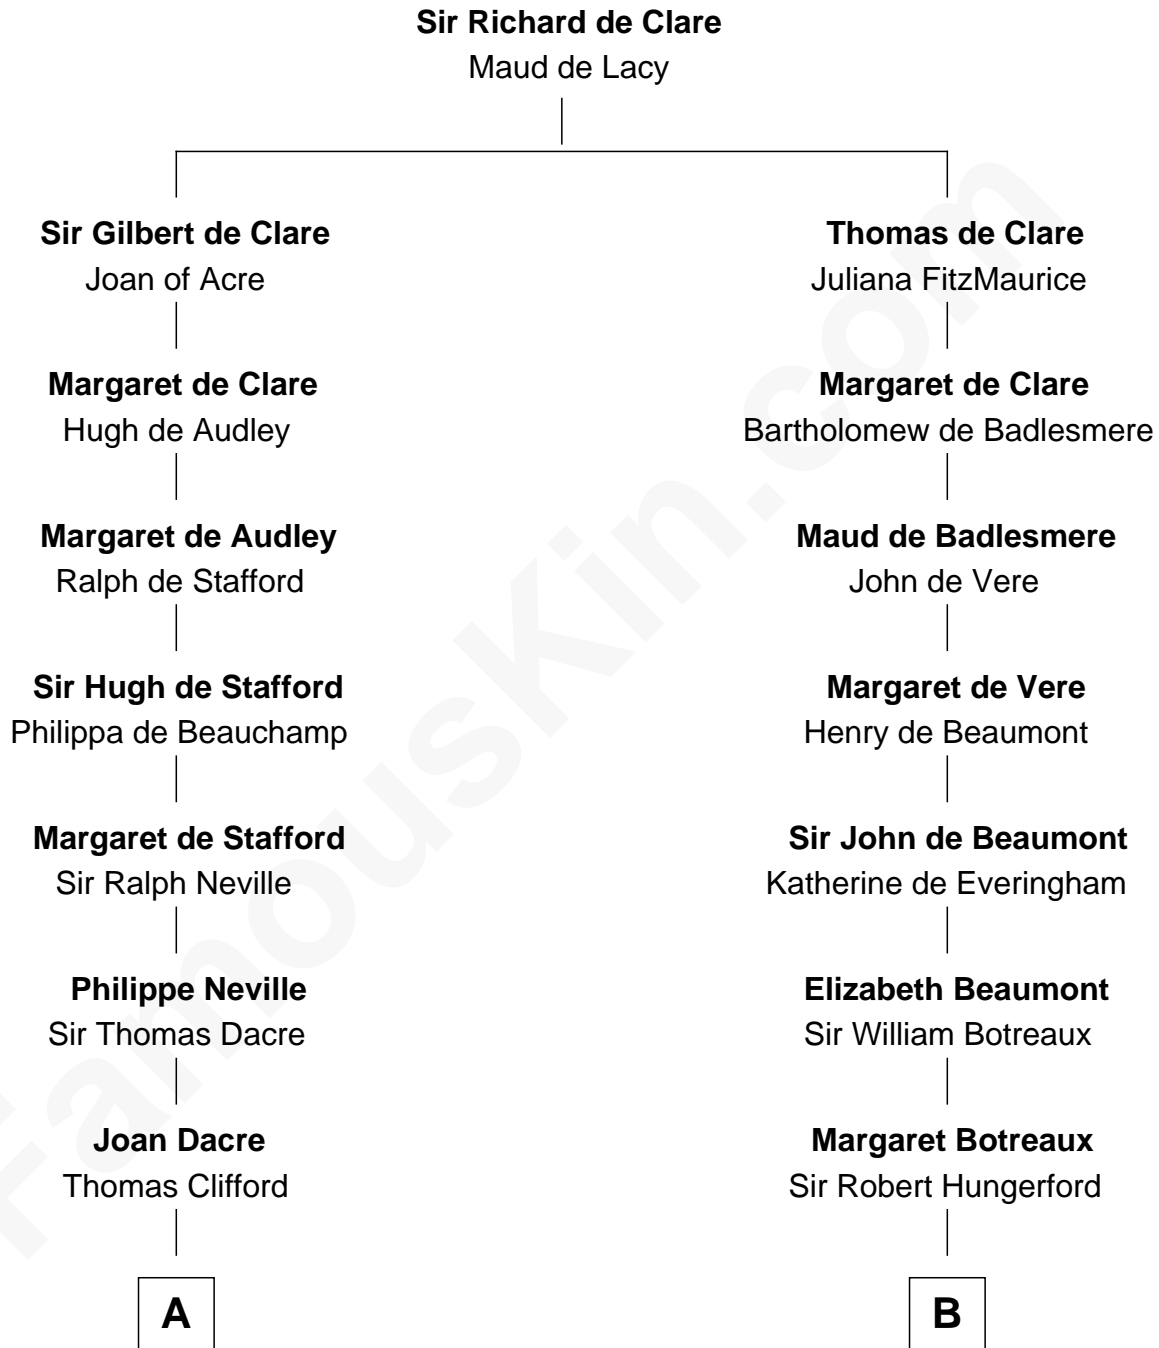 Sir Richard de Clare
Maud de Lacy
Sir Gilbert de Clare
Joan of Acre
Thomas de Clare
Juliana FitzMaurice
Margaret de Clare
Hugh de Audley
Margaret de Clare
Bartholomew de Badlesmere
Margaret de Audley
Ralph de Stafford
Maud de Badlesmere
John de Vere
Sir Hugh de Stafford
Philippa de Beauchamp
Margaret de Vere
Henry de Beaumont
Margaret de Stafford
Sir Ralph Neville
Sir John de Beaumont
Katherine de Everingham
Philippe Neville
Sir Thomas Dacre
Elizabeth Beaumont
Sir William Botreaux
Joan Dacre
Thomas Clifford
Margaret Botreaux
Sir Robert Hungerford
A
B
FamousKin.com